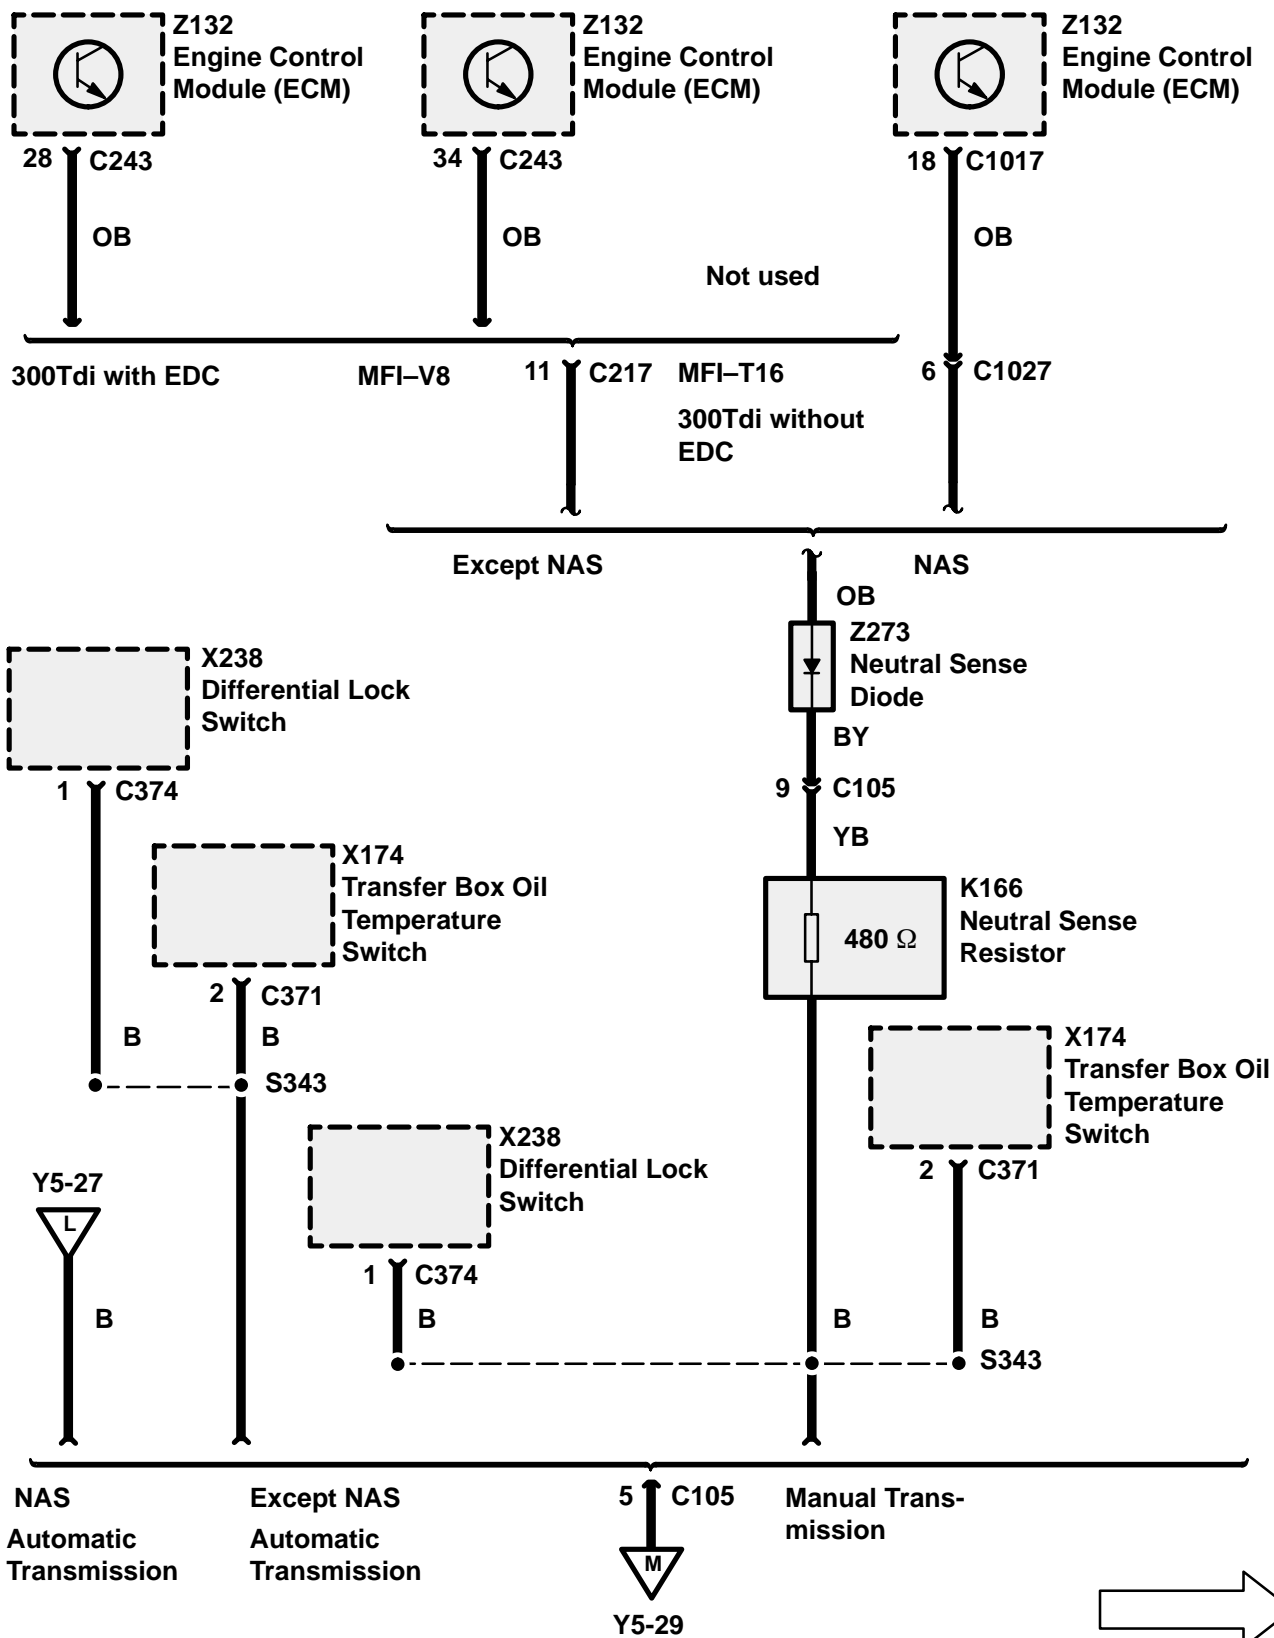 Z132
Engine Control
Module (ECM)
Z132
Engine Control
Module (ECM)
Z132
Engine Control
Module (ECM)
28 C243
34 C243
18 C1017
OB
OB
OB
Not used
300Tdi with EDC
MFI–V8
11 C217
MFI–T16
6 C1027
300Tdi without
EDC
Except NAS
NAS
OB
Z273
Neutral Sense
Diode
BY
9 C105
YB
X238
Differential Lock
Switch
1 C374
X174
Transfer Box Oil
Temperature
Switch
2 C371
B
B
S343
K166
Neutral Sense
Resistor
480 Ω
X174
Transfer Box Oil
Temperature
Switch
2 C371
X238
Differential Lock
Switch
1 C374
Y5-27
L
B
B
B
B
S343
NAS
Automatic
Transmission
Except NAS
Automatic
Transmission
5 C105
Manual Trans-
mission
M
Y5-29